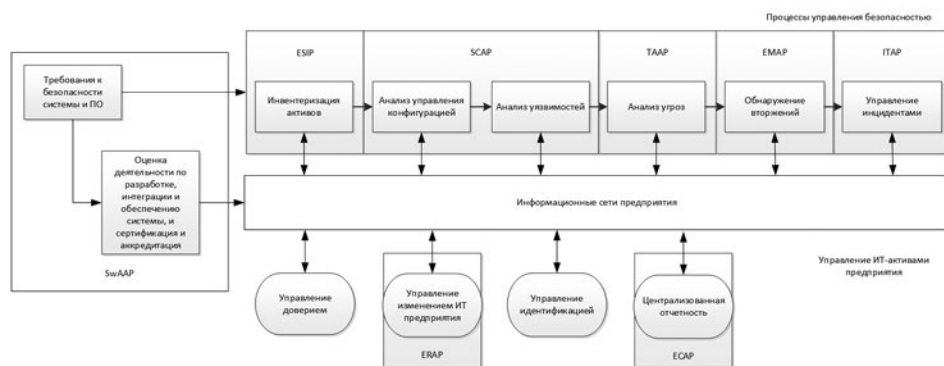 Процессы управления безопасностью
ESIP
SCAP
TAAP
EMAP
ITAP
Требования к
безопасности
системы и ПО
Инвентеризация
активов
Анализ управления
конфигурацией
Анализ уязвимостей
Анализ угроз
Обнаружение
вторжений
Управление
инцидентами
Оценка
деятельности по
разработке,
интеграции и
обеспечению
системы, и
сертификация и
аккредитация
SwAAP
Информационные сети предприятия
Управление ИТ-активами
предприятия
Управление
доверием
Управление
изменением ИТ
предприятия
ERAP
Управление
идентификацией
Централизованная
отчетность
ECAP